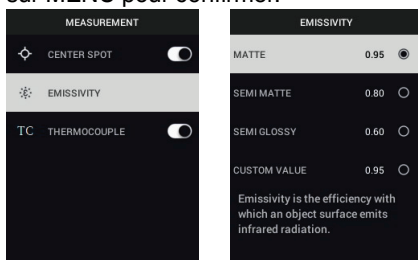 sur MENU pour confirmer.
MEASUREMENT
CENTER SPOT
EMISSIVITY
TC THERMOCOUPLE
EMISSIVITY
MATTE 0.95
SEMI MATTE 0.80
SEMI GLOSSY 0.60
CUSTOM VALUE 0.95
Emissivity is the efficiency with
which an object surface emits
infrared radiation.